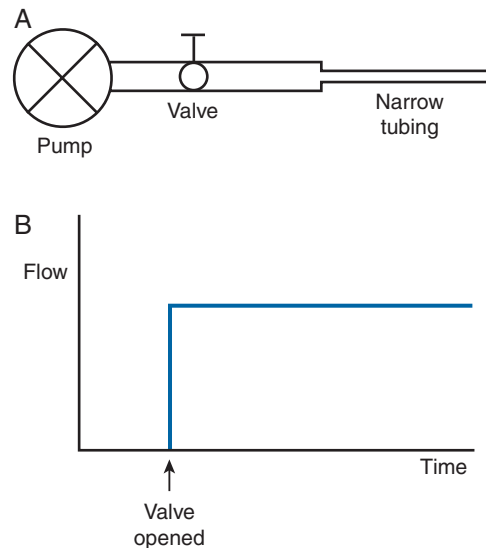 A
Pump
Valve
Narrow
tubing
B
Flow
Time
Valve
opened